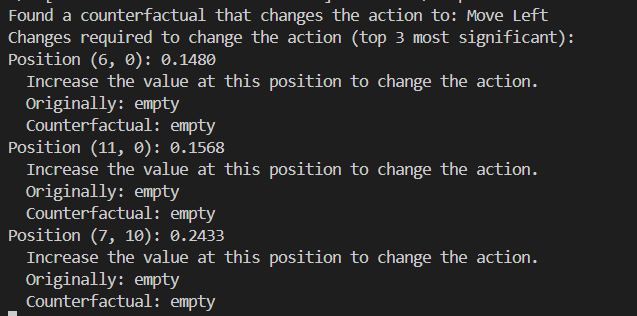 Found a counterfactual that changes the action to: Move Left
Changes required to change the action (top 3 most significant):
Position (6, 0): 0.1480
  Increase the value at this position to change the action.
  Originally: empty
  Counterfactual: empty
Position (11, 0): 0.1568
  Increase the value at this position to change the action.
  Originally: empty
  Counterfactual: empty
Position (7, 10): 0.2433
  Increase the value at this position to change the action.
  Originally: empty
  Counterfactual: empty